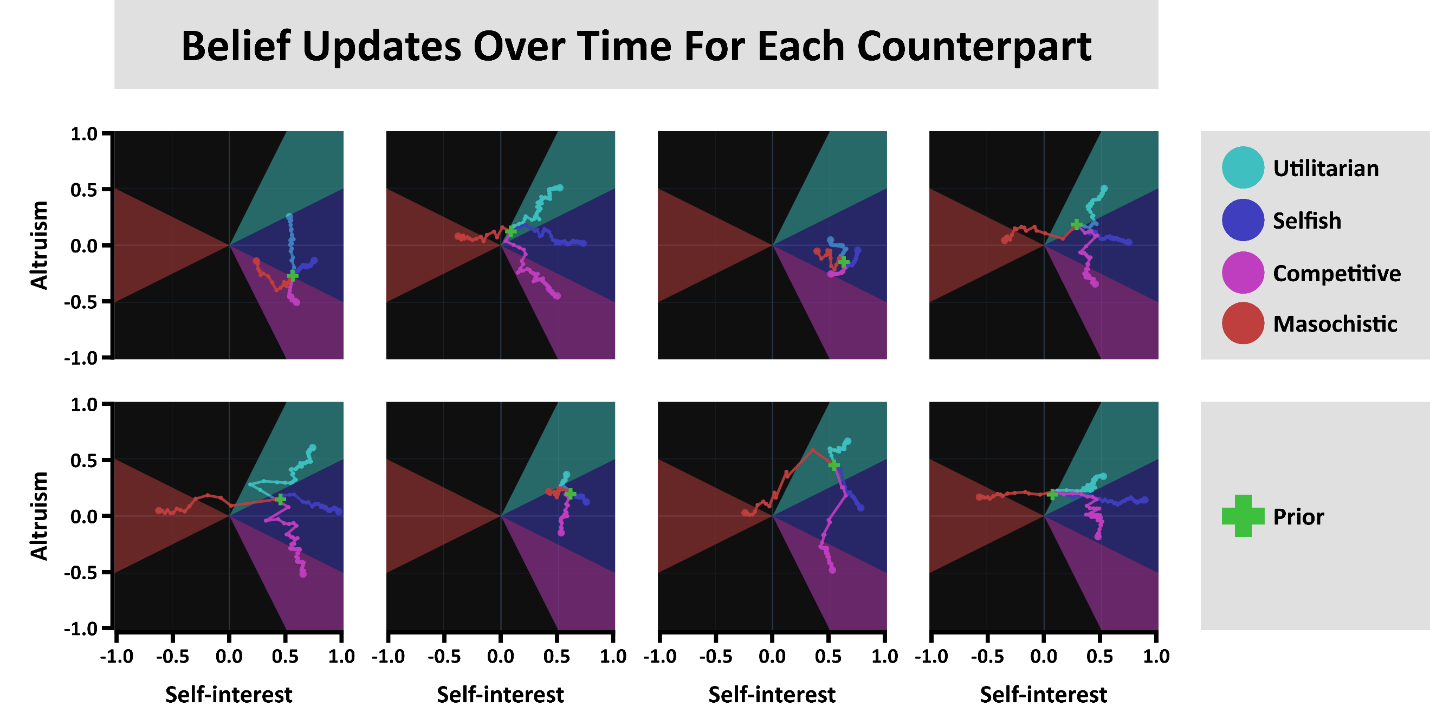 Belief Updates Over Time For Each Counterpart
Altruism
1.0
0.5
0.0
-0.5
-1.0
Utilitarian
Selfish
Competitive
Masochistic
Altruism
1.0
0.5
0.0
-0.5
-1.0
Prior
-1.0 -0.5 0.0 0.5 1.0 -1.0 -0.5 0.0 0.5 1.0 -1.0 -0.5 0.0 0.5 1.0 -1.0 -0.5 0.0 0.5 1.0
Self-interest Self-interest Self-interest Self-interest